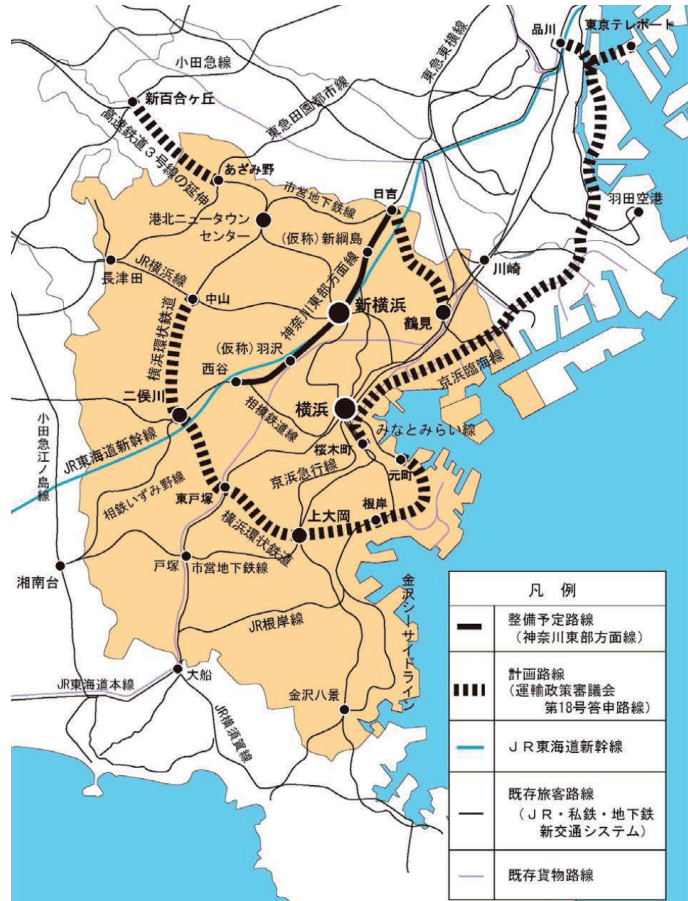 品川
東京テレポート
小田急線
東急東横線
新百合ヶ丘
東急田園都市線
高速鉄道3号線の延伸
あざみ野
市営地下鉄線
日吉
羽田空港
港北ニュータウン
センター
(仮称)新綱島
川崎
長津田
JR横浜線
中山
神奈川東部方面線
新横浜
鶴見
横浜環状鉄道
(仮称)羽沢
西谷
京浜臨海線
二俣川
相模鉄道線
横浜
みなとみらい線
小田急江ノ島線
JR東海道新幹線
桜木町
元町
相鉄いずみ野線
京浜急行線
東戸塚
根岸
横浜環状鉄道
上大岡
湘南台
戸塚
市営地下鉄線
金沢シーサイドライン
JR根岸線
大船
JR東海道本線
JR横須賀線
金沢八景
凡 例
整備予定路線
(神奈川東部方面線)
計画路線
(運輸政策審議会
第18号答申路線)
JR東海道新幹線
既存旅客路線
(JR・私鉄・地下鉄
新交通システム)
既存貨物路線